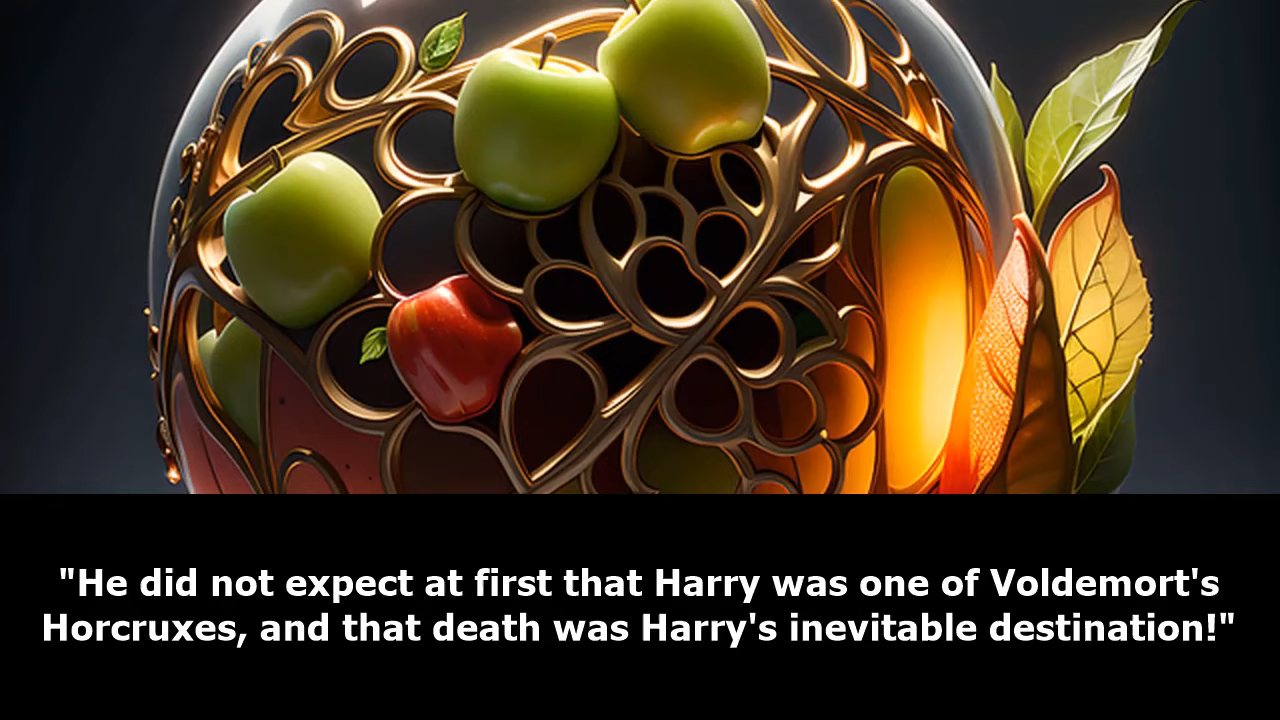 "He did not expect at first that Harry was one of Voldemort's
Horcruxes, and that death was Harry's inevitable destination!"